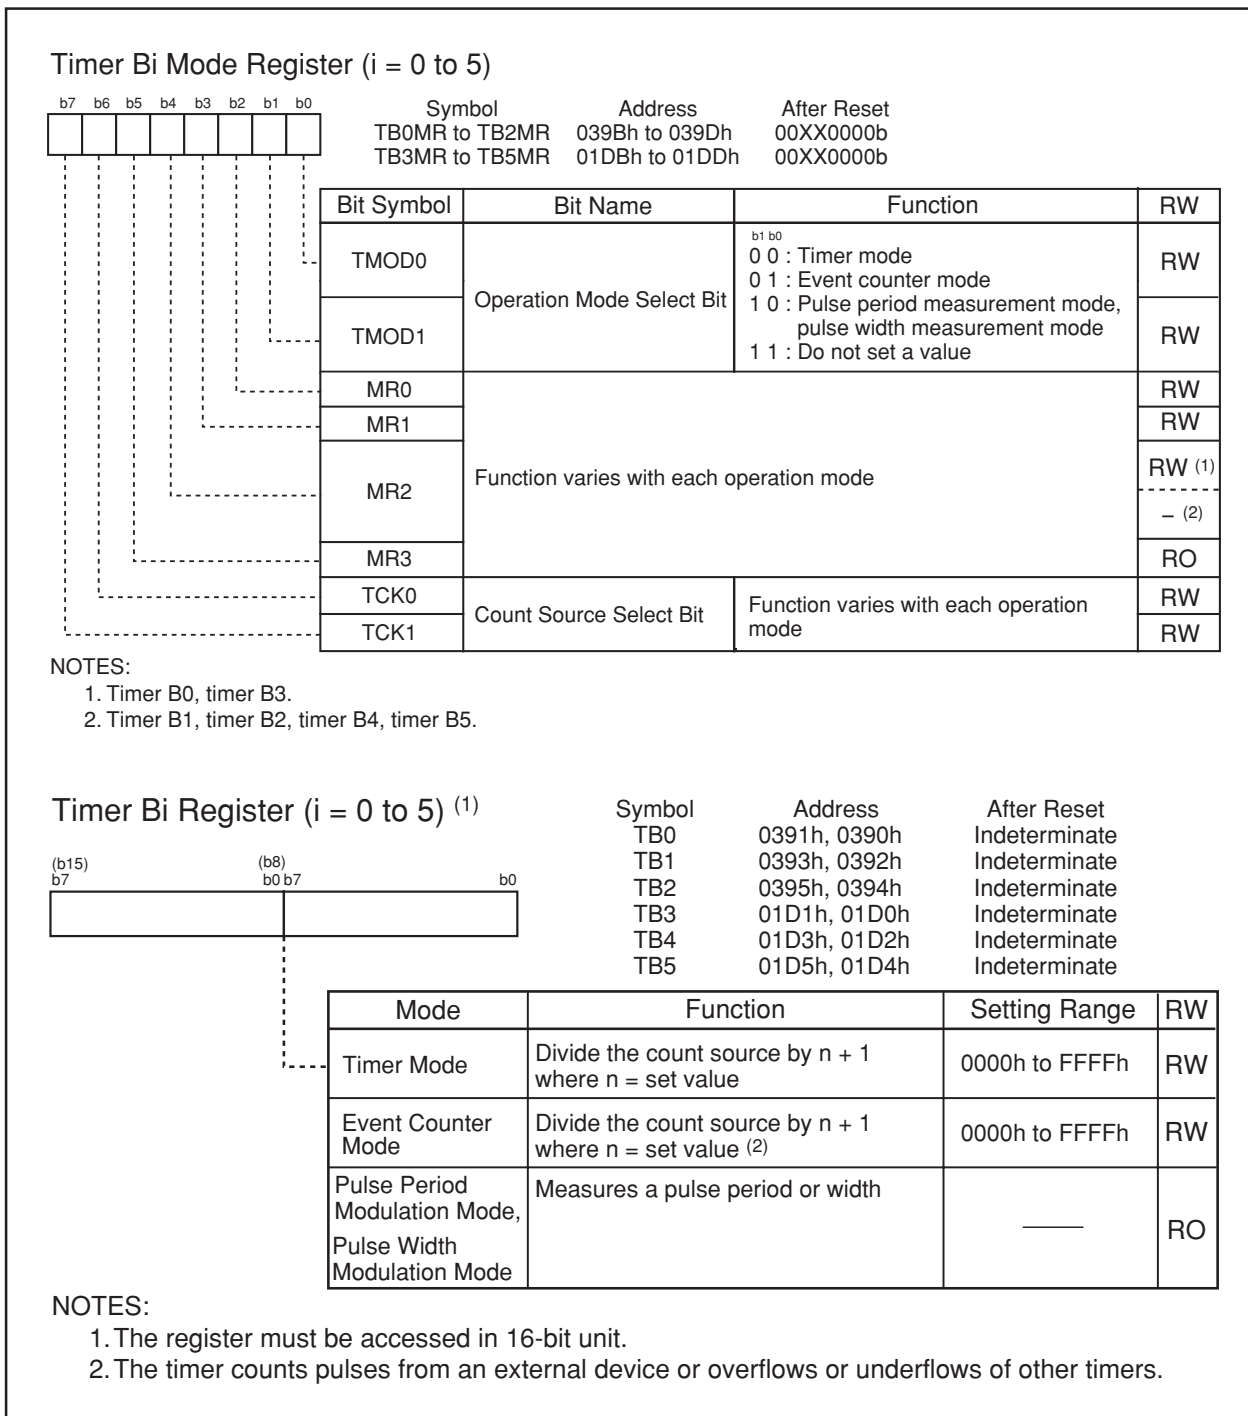 Timer Bi Mode Register (i = 0 to 5)
b7 b6 b5 b4 b3 b2 b1 b0
Symbol Address After Reset
TB0MR to TB2MR 039Bh to 039Dh 00XX0000b
TB3MR to TB5MR 01DBh to 01DDh 00XX0000b
Bit Symbol Bit Name Function RW
TMOD0 Operation Mode Select Bit b1 b0
0 0 : Timer mode RW
0 1 : Event counter mode
TMOD1 1 0 : Pulse period measurement mode,
pulse width measurement mode RW
1 1 : Do not set a value
MR0 Function varies with each operation mode RW
MR1 RW
MR2 RW (1)
– (2)
MR3 RO
TCK0 Count Source Select Bit Function varies with each operation RW
TCK1 mode RW
NOTES:
1. Timer B0, timer B3.
2. Timer B1, timer B2, timer B4, timer B5.
Timer Bi Register (i = 0 to 5) (1)
Symbol Address After Reset
TB0 0391h, 0390h Indeterminate
TB1 0393h, 0392h Indeterminate
TB2 0395h, 0394h Indeterminate
TB3 01D1h, 01D0h Indeterminate
TB4 01D3h, 01D2h Indeterminate
TB5 01D5h, 01D4h Indeterminate
(b15) (b8)
b7 b0 b7 b0
Mode Function Setting Range RW
Timer Mode Divide the count source by n + 1
where n = set value 0000h to FFFFh RW
Event Counter
Mode Divide the count source by n + 1
where n = set value (2) 0000h to FFFFh RW
Pulse Period
Modulation Mode,
Pulse Width
Modulation Mode Measures a pulse period or width —— RO
NOTES:
1. The register must be accessed in 16-bit unit.
2. The timer counts pulses from an external device or overflows or underflows of other timers.